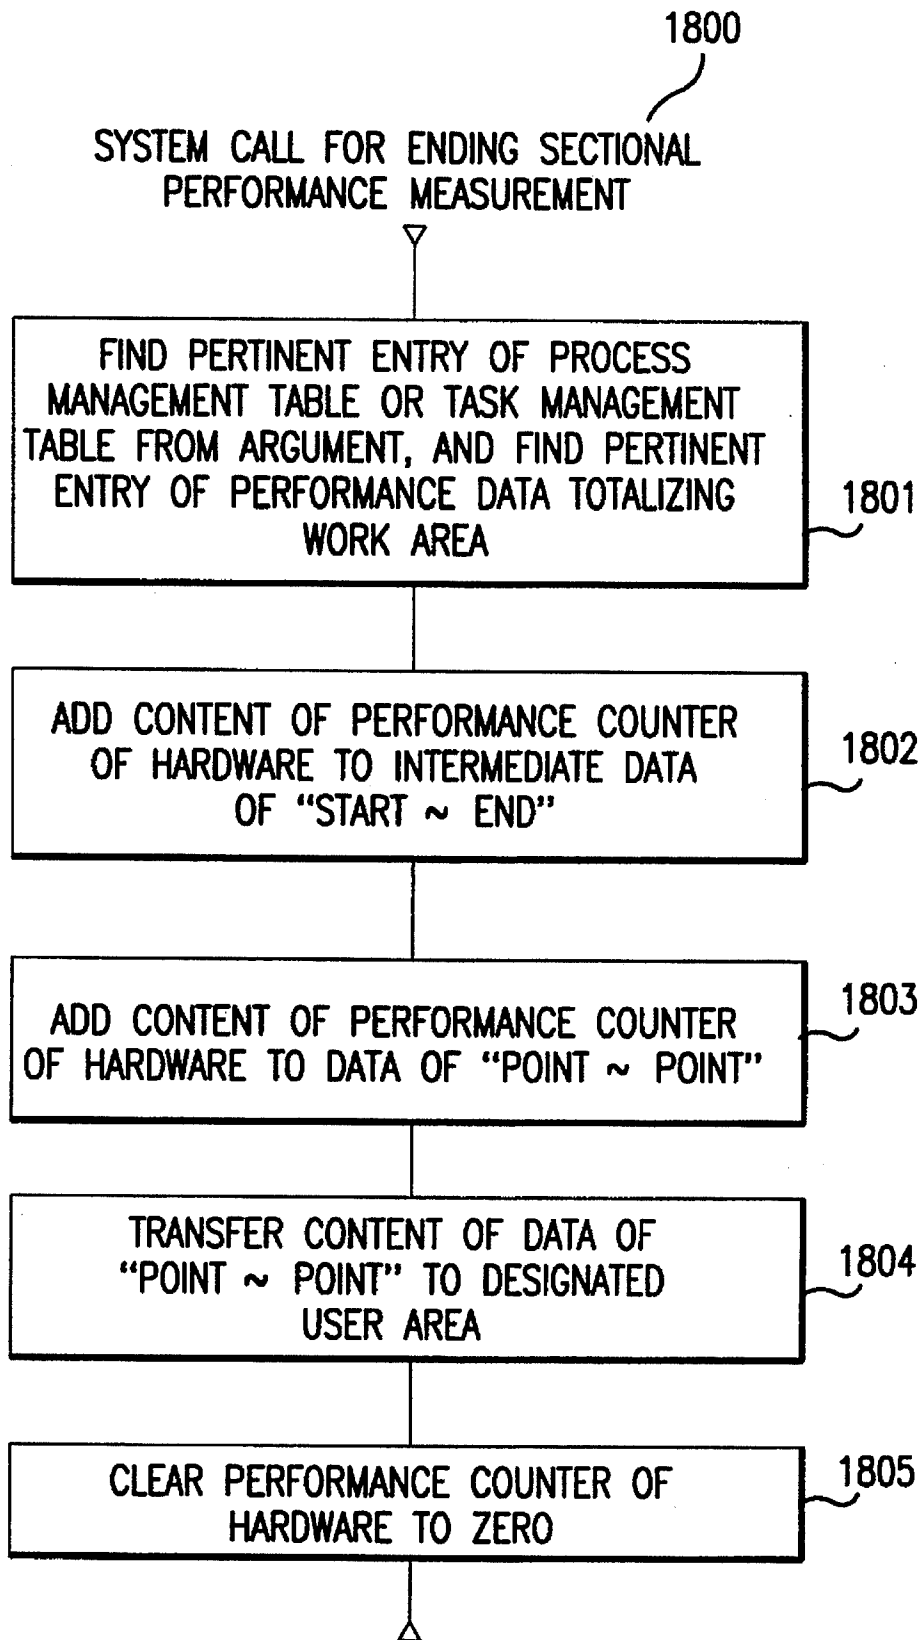 1800
SYSTEM CALL FOR ENDING SECTIONAL
PERFORMANCE MEASUREMENT
FIND PERTINENT ENTRY OF PROCESS
MANAGEMENT TABLE OR TASK MANAGEMENT
TABLE FROM ARGUMENT, AND FIND PERTINENT
ENTRY OF PERFORMANCE DATA TOTALIZING
WORK AREA
1801
ADD CONTENT OF PERFORMANCE COUNTER
OF HARDWARE TO INTERMEDIATE DATA
OF “START ~ END”
1802
ADD CONTENT OF PERFORMANCE COUNTER
OF HARDWARE TO DATA OF “POINT ~ POINT”
1803
TRANSFER CONTENT OF DATA OF
“POINT ~ POINT” TO DESIGNATED
USER AREA
1804
CLEAR PERFORMANCE COUNTER OF
HARDWARE TO ZERO
1805